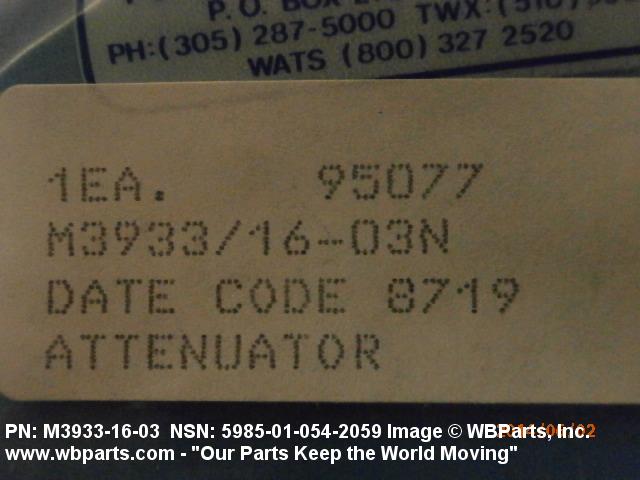 P. O. BOX
PH:(305) 287-5000 TWX:(510)
WATS (800) 327 2520
1EA. 95077
M3933/16-03N
DATE CODE 8719
ATTENUATOR
PN: M3933-16-03 NSN: 5985-01-054-2059 Image © WBParts, Inc.
www.wbparts.com - "Our Parts Keep the World Moving"